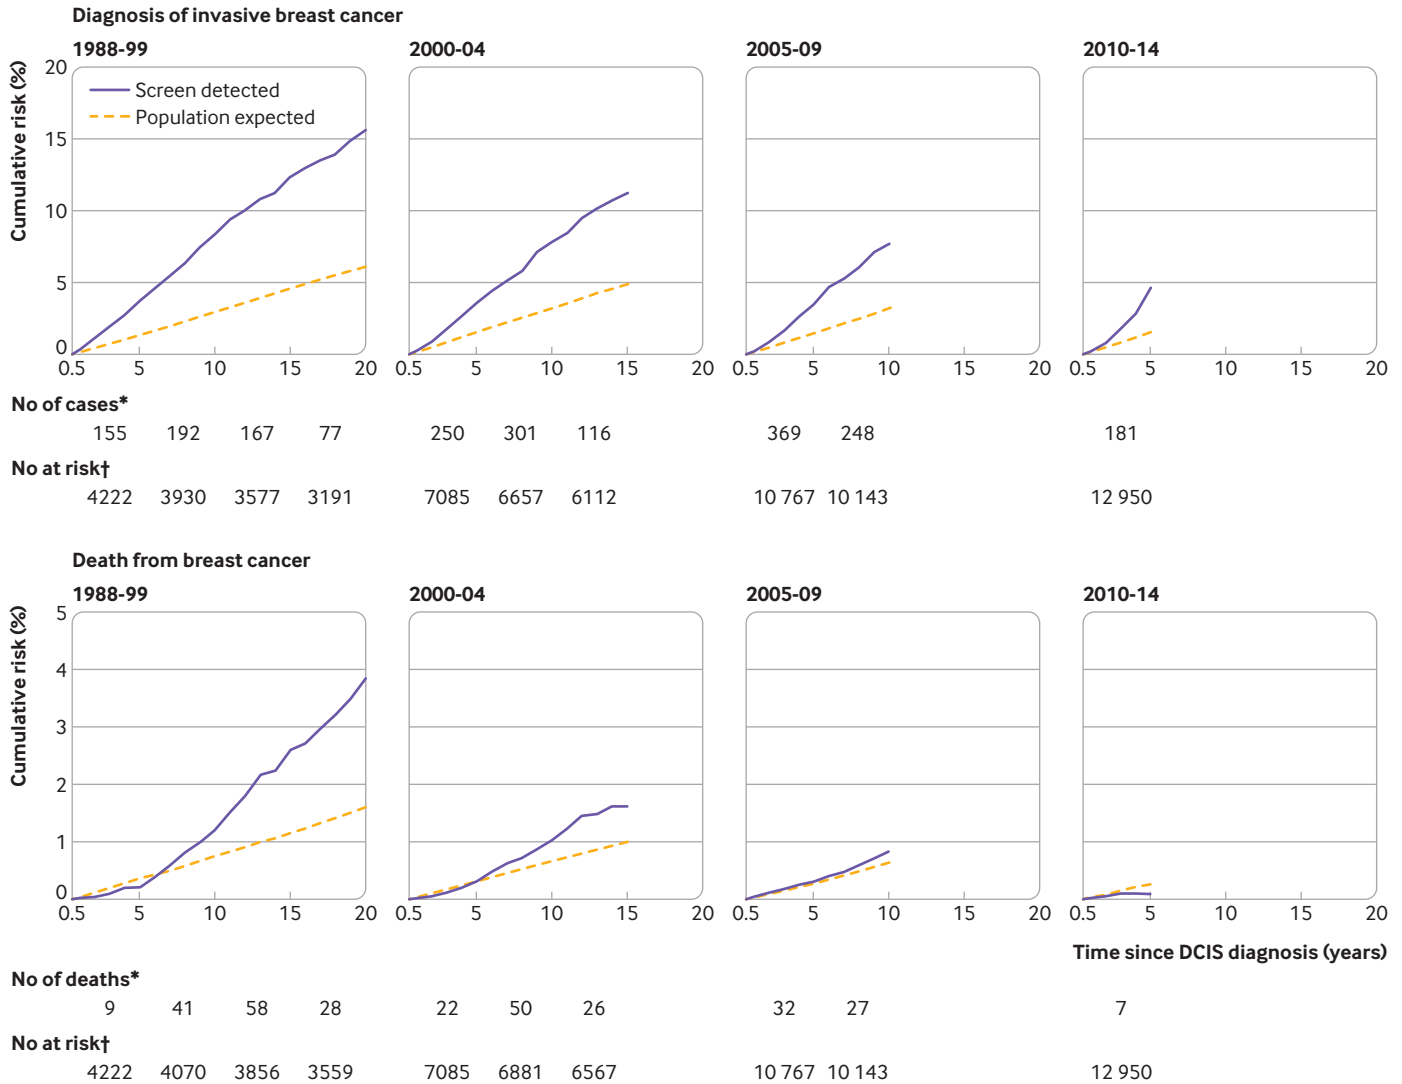 Diagnosis of invasive breast cancer
1988-99 2000-04 2005-09 2010-14
Cumulative risk (%)
20
15
10
5
0
Screen detected
Population expected
0.5 5 10 15 20 0.5 5 10 15 20 0.5 5 10 15 20 0.5 5 10 15 20
No of cases*
155 192 167 77 250 301 116 369 248 181
No at risk†
4222 3930 3577 3191 7085 6657 6112 10 767 10 143 12 950
Death from breast cancer
1988-99 2000-04 2005-09 2010-14
Cumulative risk (%)
5
4
3
2
1
0
0.5 5 10 15 20 0.5 5 10 15 20 0.5 5 10 15 20 0.5 5 10 15 20
Time since DCIS diagnosis (years)
No of deaths*
9 41 58 28 22 50 26 32 27 7
No at risk†
4222 4070 3856 3559 7085 6881 6567 10 767 10 143 12 950